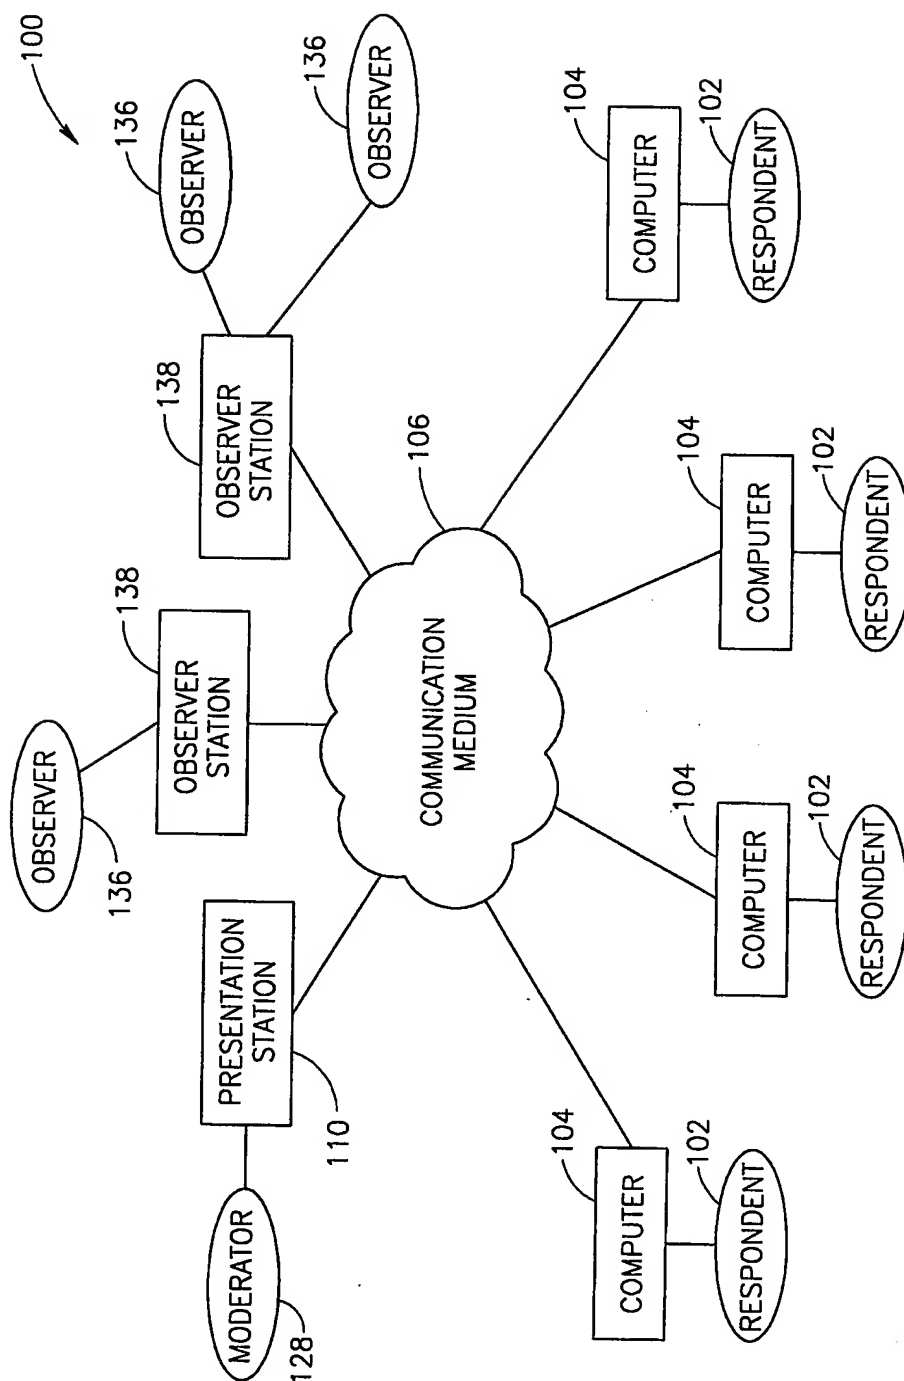 100
OBSERVER
136
136
OBSERVER
136
OBSERVER
138
OBSERVER
STATION
138
OBSERVER
STATION
PRESENTATION
STATION
110
MODERATOR
128
COMMUNICATION
MEDIUM
106
104
COMPUTER
102
RESPONDENT
104
COMPUTER
102
RESPONDENT
104
COMPUTER
102
RESPONDENT
104
COMPUTER
102
RESPONDENT